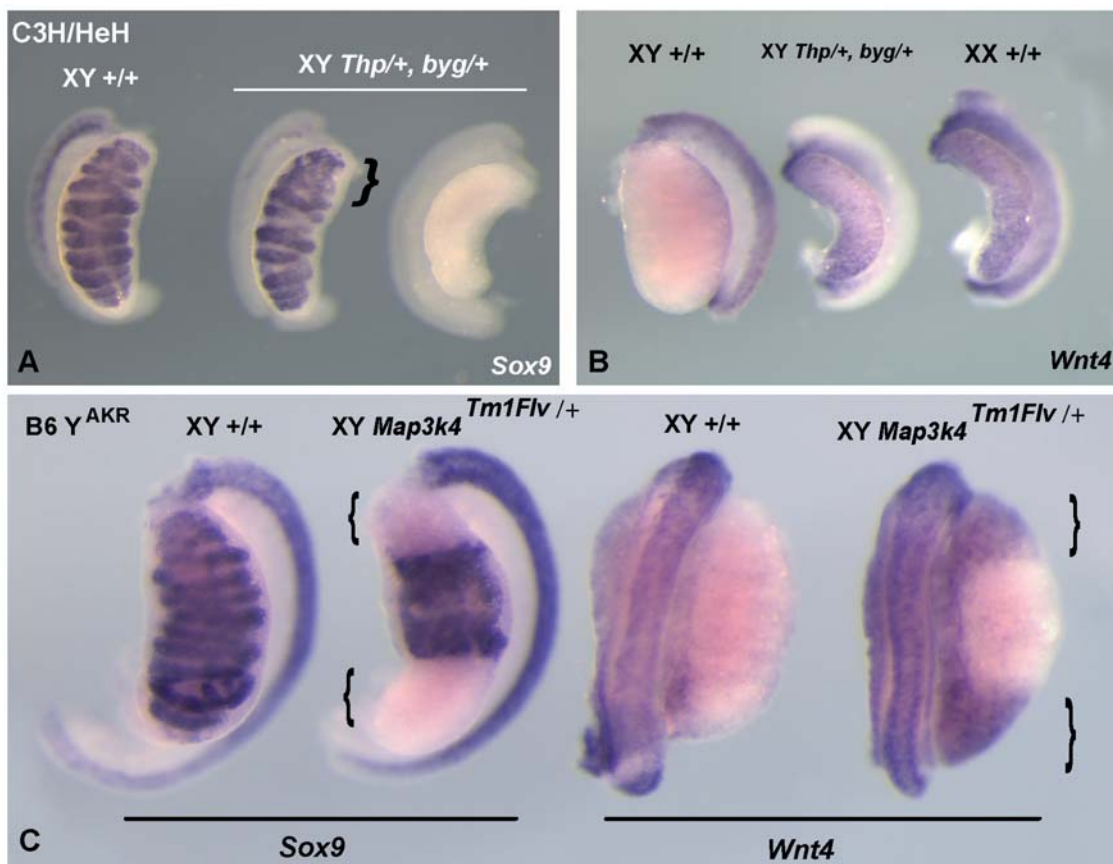 C3H/HeH
XY +/+
XY Thp/+, byg/+
}
A
Sox9
XY +/+
XY Thp/+, byg/+
XX +/+
B
Wnt4
B6 Y^AKR
XY +/+
XY Map3k4^Tm1Flv /+
XY +/+
XY Map3k4^Tm1Flv /+
{
}
{
}
C
Sox9
Wnt4